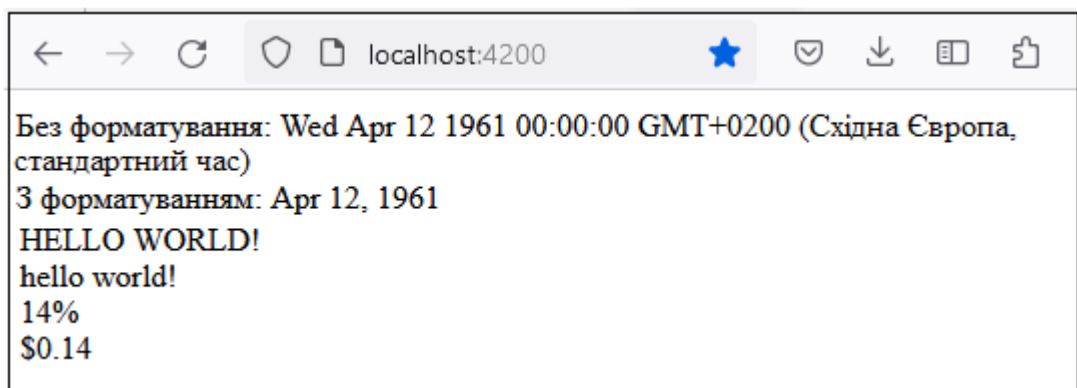 localhost:4200
Без форматування: Wed Apr 12 1961 00:00:00 GMT+0200 (Східна Європа,
стандартний час)
З форматуванням: Apr 12, 1961
HELLO WORLD!
hello world!
14%
$0.14